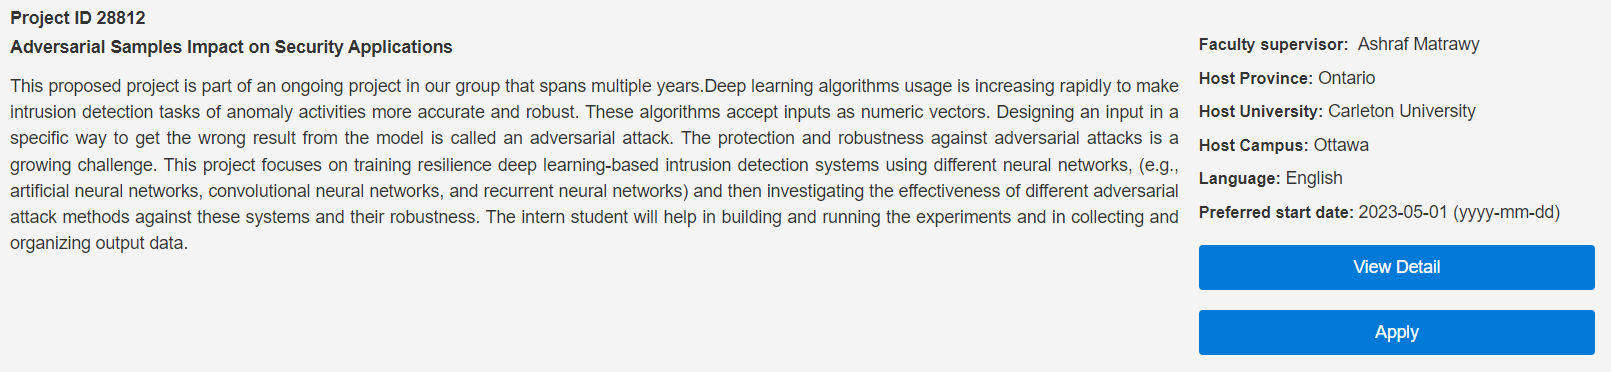 Project ID 28812
Adversarial Samples Impact on Security Applications
This proposed project is part of an ongoing project in our group that spans multiple years.Deep learning algorithms usage is increasing rapidly to make
intrusion detection tasks of anomaly activities more accurate and robust. These algorithms accept inputs as numeric vectors. Designing an input in a
specific way to get the wrong result from the model is called an adversarial attack. The protection and robustness against adversarial attacks is a
growing challenge. This project focuses on training resilience deep learning-based intrusion detection systems using different neural networks, (e.g.,
artificial neural networks, convolutional neural networks, and recurrent neural networks) and then investigating the effectiveness of different adversarial
attack methods against these systems and their robustness. The intern student will help in building and running the experiments and in collecting and
organizing output data.
Faculty supervisor: Ashraf Matrawy
Host Province: Ontario
Host University: Carleton University
Host Campus: Ottawa
Language: English
Preferred start date: 2023-05-01 (yyyy-mm-dd)
View Detail
Apply